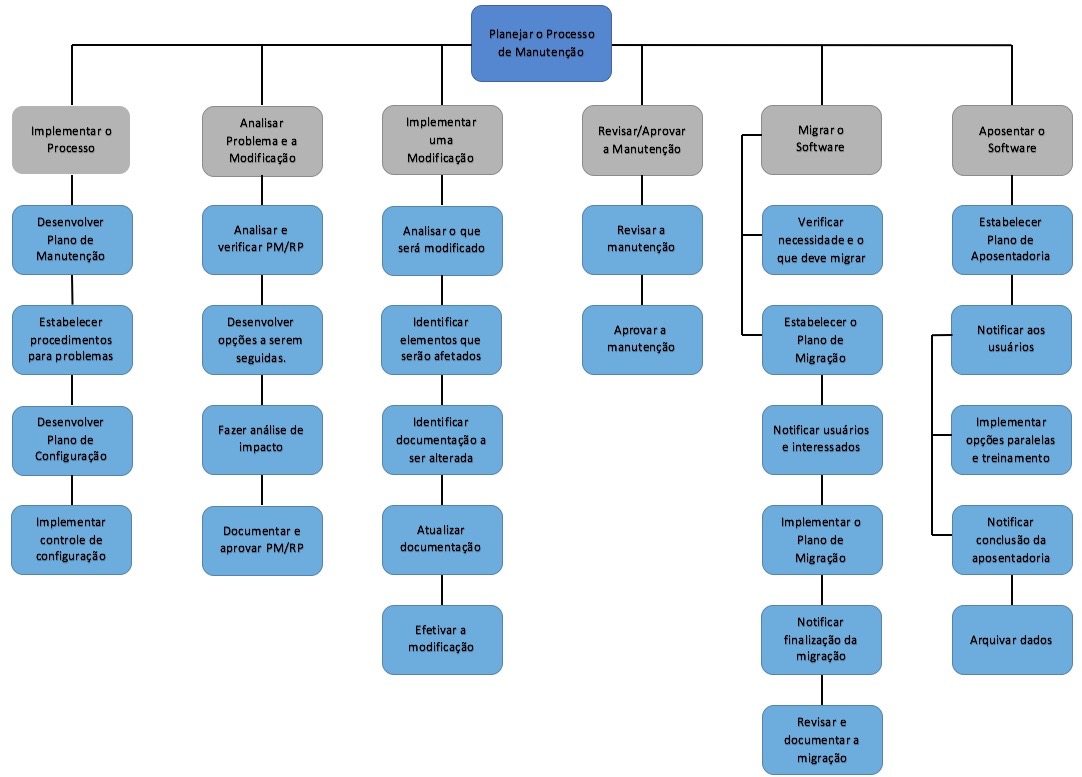 Planejar o Processo
de Manutenção
Implementar o
Processo
Desenvolver
Plano de
Manutenção
Estabelecer
procedimentos
para problemas
Desenvolver
Plano de
Configuração
Implementar
controle de
configuração
Analisar
Problema e a
Modificação
Analisar e
verificar PM/RP
Desenvolver
opções a serem
seguidas.
Fazer análise de
impacto
Documentar e
aprovar PM/RP
Implementar
uma
Modificação
Analisar o que
será modificado
Identificar
elementos que
serão afetados
Identificar
documentação a
ser alterada
Atualizar
documentação
Efetivar a
modificação
Revisar/Aprovar
a Manutenção
Revisar a
manutenção
Aprovar a
manutenção
Migrar o
Software
Verificar
necessidade e o
que deve migrar
Estabelecer o
Plano de
Migração
Notificar usuários
e interessados
Implementar o
Plano de
Migração
Notificar
finalização da
migração
Revisar e
documentar a
migração
Aposentar o
Software
Estabelecer
Plano de
Aposentadoria
Notificar aos
usuários
Implementar
opções paralelas
e treinamento
Notificar
conclusão da
aposentadoria
Arquivar dados